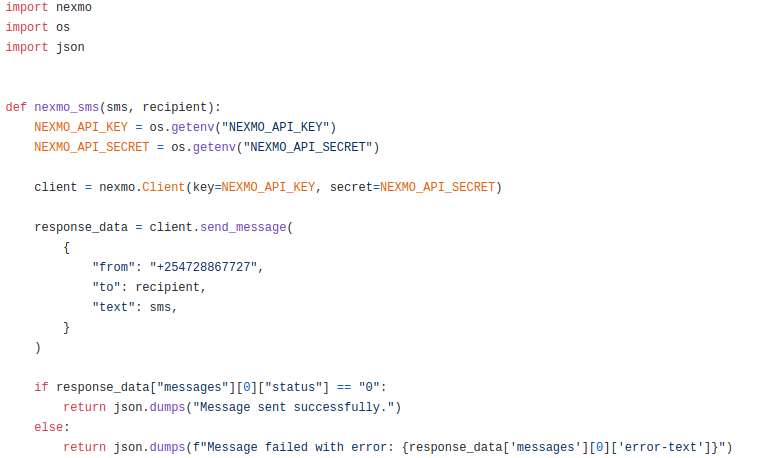 import nexmo
import os
import json
def nexmo_sms(sms, recipient):
    NEXMO_API_KEY = os.getenv("NEXMO_API_KEY")
    NEXMO_API_SECRET = os.getenv("NEXMO_API_SECRET")
    client = nexmo.Client(key=NEXMO_API_KEY, secret=NEXMO_API_SECRET)
    response_data = client.send_message(
        {
            "from": "+254728867727",
            "to": recipient,
            "text": sms,
        }
    )
    if response_data["messages"][0]["status"] == "0":
        return json.dumps("Message sent successfully.")
    else:
        return json.dumps(f"Message failed with error: {response_data['messages'][0]['error-text']}")